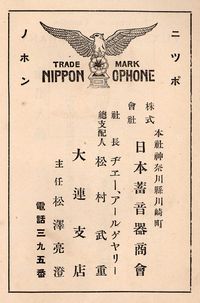 ニツポノホン
TRADE MARK
NIPPONOPHONE
本社神奈川縣川崎町
株式會社 日本蓄音器商會
社長 ヂエー、アールゲヤリー
總支配人 松村武重
大連支店
主任 松澤亮澄
電話三九五番